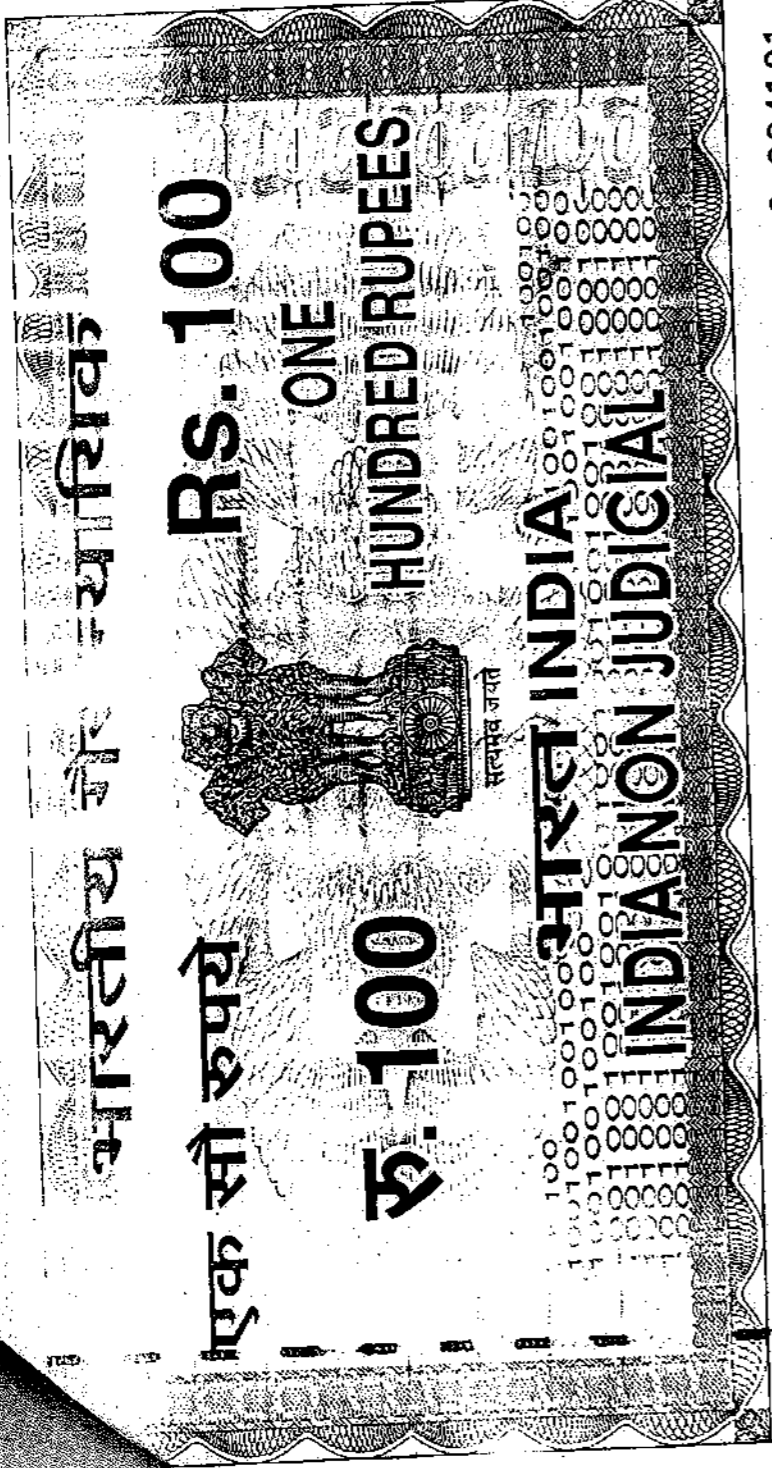 भारतीय गैर न्यायिक
एक सौ रुपये
Rs. 100
रु. 100
ONE
HUNDRED RUPEES
सत्यमेव जयते
भारत INDIA
INDIA NON JUDICIAL